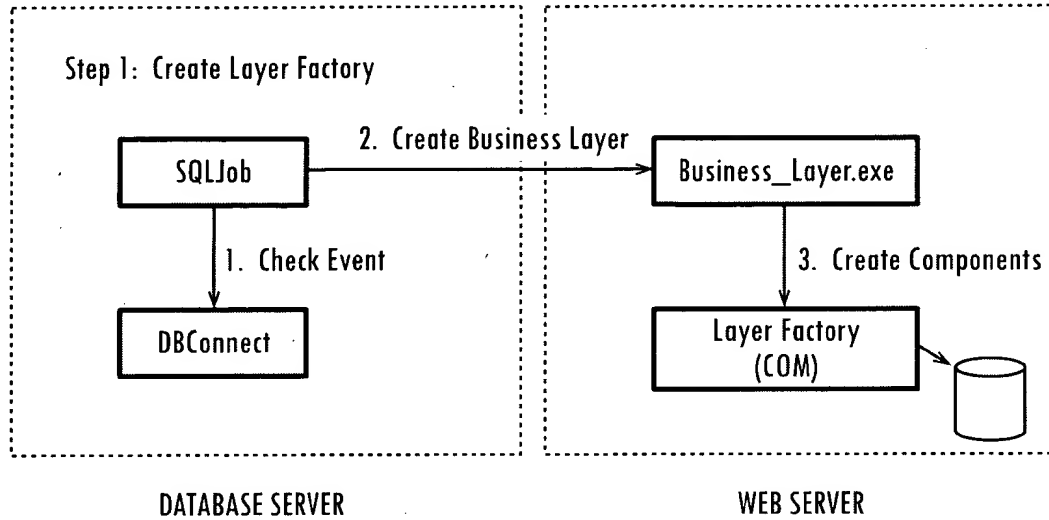 Step 1: Create Layer Factory
2. Create Business Layer
SQLJob
Business_Layer.exe
1. Check Event
3. Create Components
DBConnect
Layer Factory
(COM)
DATABASE SERVER
WEB SERVER